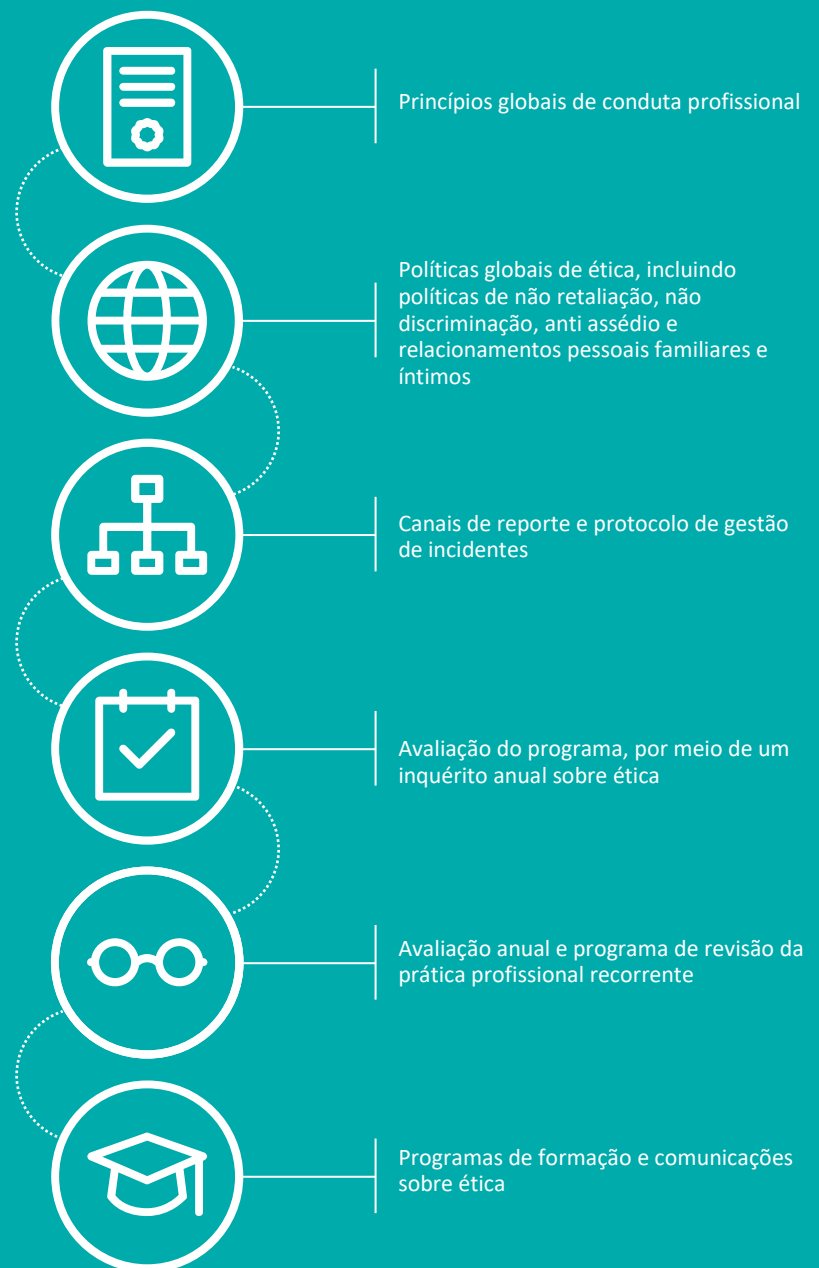 Princípios globais de conduta profissional
Políticas globais de ética, incluindo
políticas de não retaliação, não
discriminação, anti assédio e
relacionamentos pessoais familiares e
íntimos
Canais de reporte e protocolo de gestão
de incidentes
Avaliação do programa, por meio de um
inquérito anual sobre ética
Avaliação anual e programa de revisão da
prática profissional recorrente
Programas de formação e comunicações
sobre ética